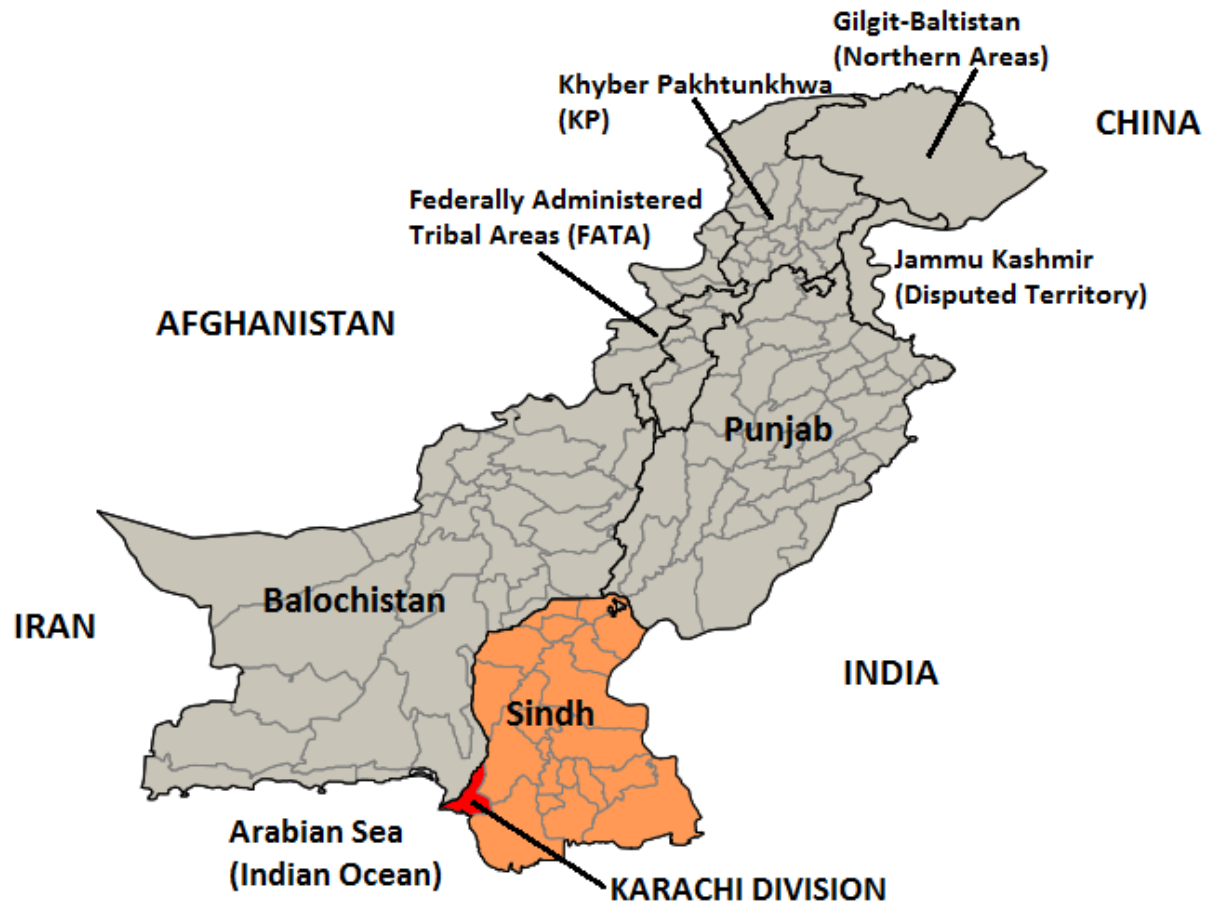 Gilgit-Baltistan
(Northern Areas)
Khyber Pakhtunkhwa
(KP)
CHINA
Federally Administered
Tribal Areas (FATA)
Jammu Kashmir
(Disputed Territory)
AFGHANISTAN
Punjab
Balochistan
IRAN
INDIA
Sindh
Arabian Sea
(Indian Ocean)
KARACHI DIVISION